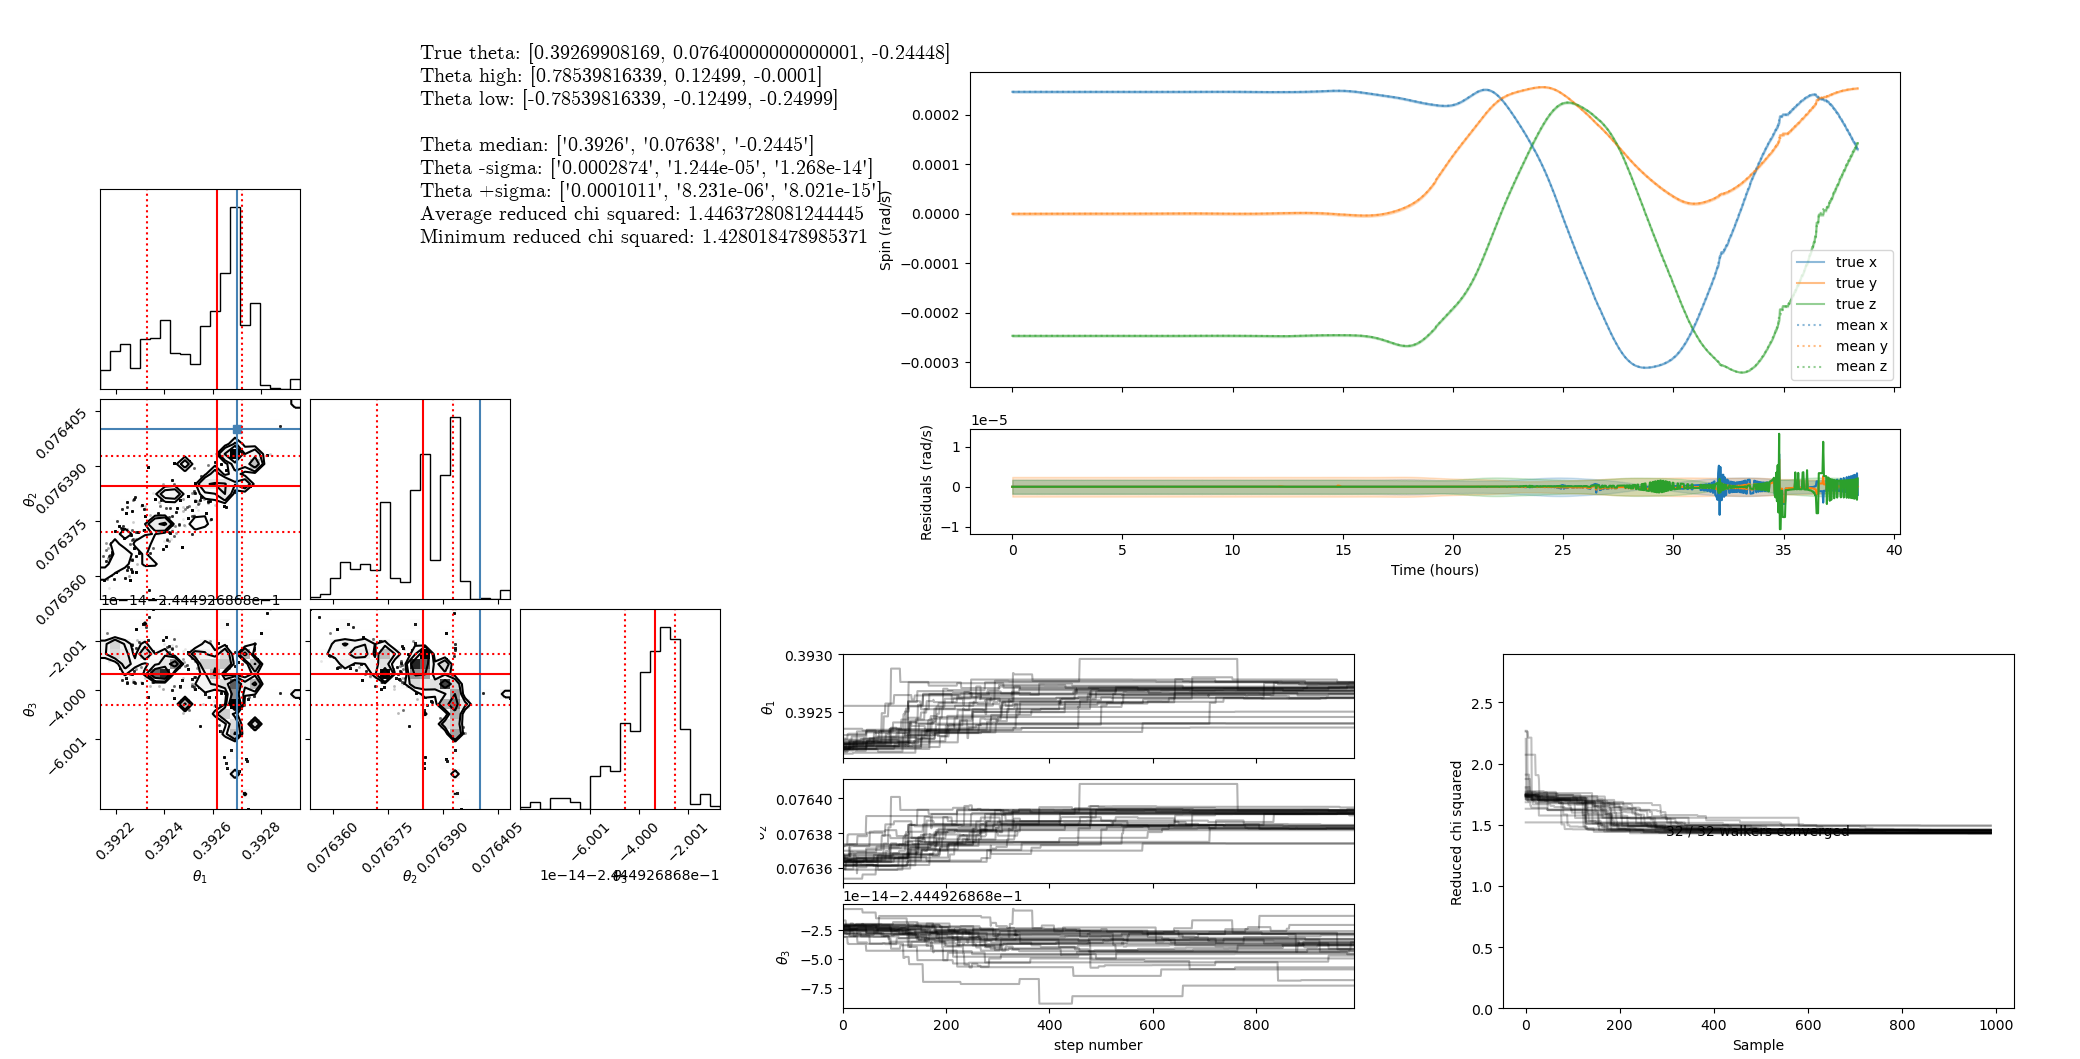 True theta: [0.39269908169, 0.07640000000000001, -0.24448]
Theta high: [0.78539816339, 0.12499, -0.0001]
Theta low: [-0.78539816339, -0.12499, -0.24999]
Theta median: ['0.3926', '0.07638', '-0.2445']
Theta -sigma: ['0.0002874', '1.244e-05', '1.268e-14']
Theta +sigma: ['0.0001011', '8.231e-06', '8.021e-15']
Average reduced chi squared: 1.4463728081244445
Minimum reduced chi squared: 1.428018478985371
0.0002
0.0001
0.0000
−0.0001
−0.0002
−0.0003
Spin (rad/s)
true x
true y
true z
mean x
mean y
mean z
1e−5
1
0
−1
Residuals (rad/s)
0 5 10 15 20 25 30 35 40
Time (hours)
0.076405
0.076390
0.076375
0.076360
θ2
1e−14−2.444926868e−1
−2.001
−4.000
−6.001
θ3
0.3922 0.3924 0.3926 0.3928
θ1
0.076360 0.076375 0.076390 0.076405
θ2
−6.001 −4.000 −2.001
θ3
1e−14−2.444926868e−1
0.3930
0.3925
θ1
0.07640
0.07638
0.07636
1e−14−2.444926868e−1
−2.5
−5.0
−7.5
θ3
0 200 400 600 800
step number
2.5
2.0
1.5
1.0
0.5
0.0
Reduced chi squared
32 / 32 walkers converged
0 200 400 600 800 1000
Sample